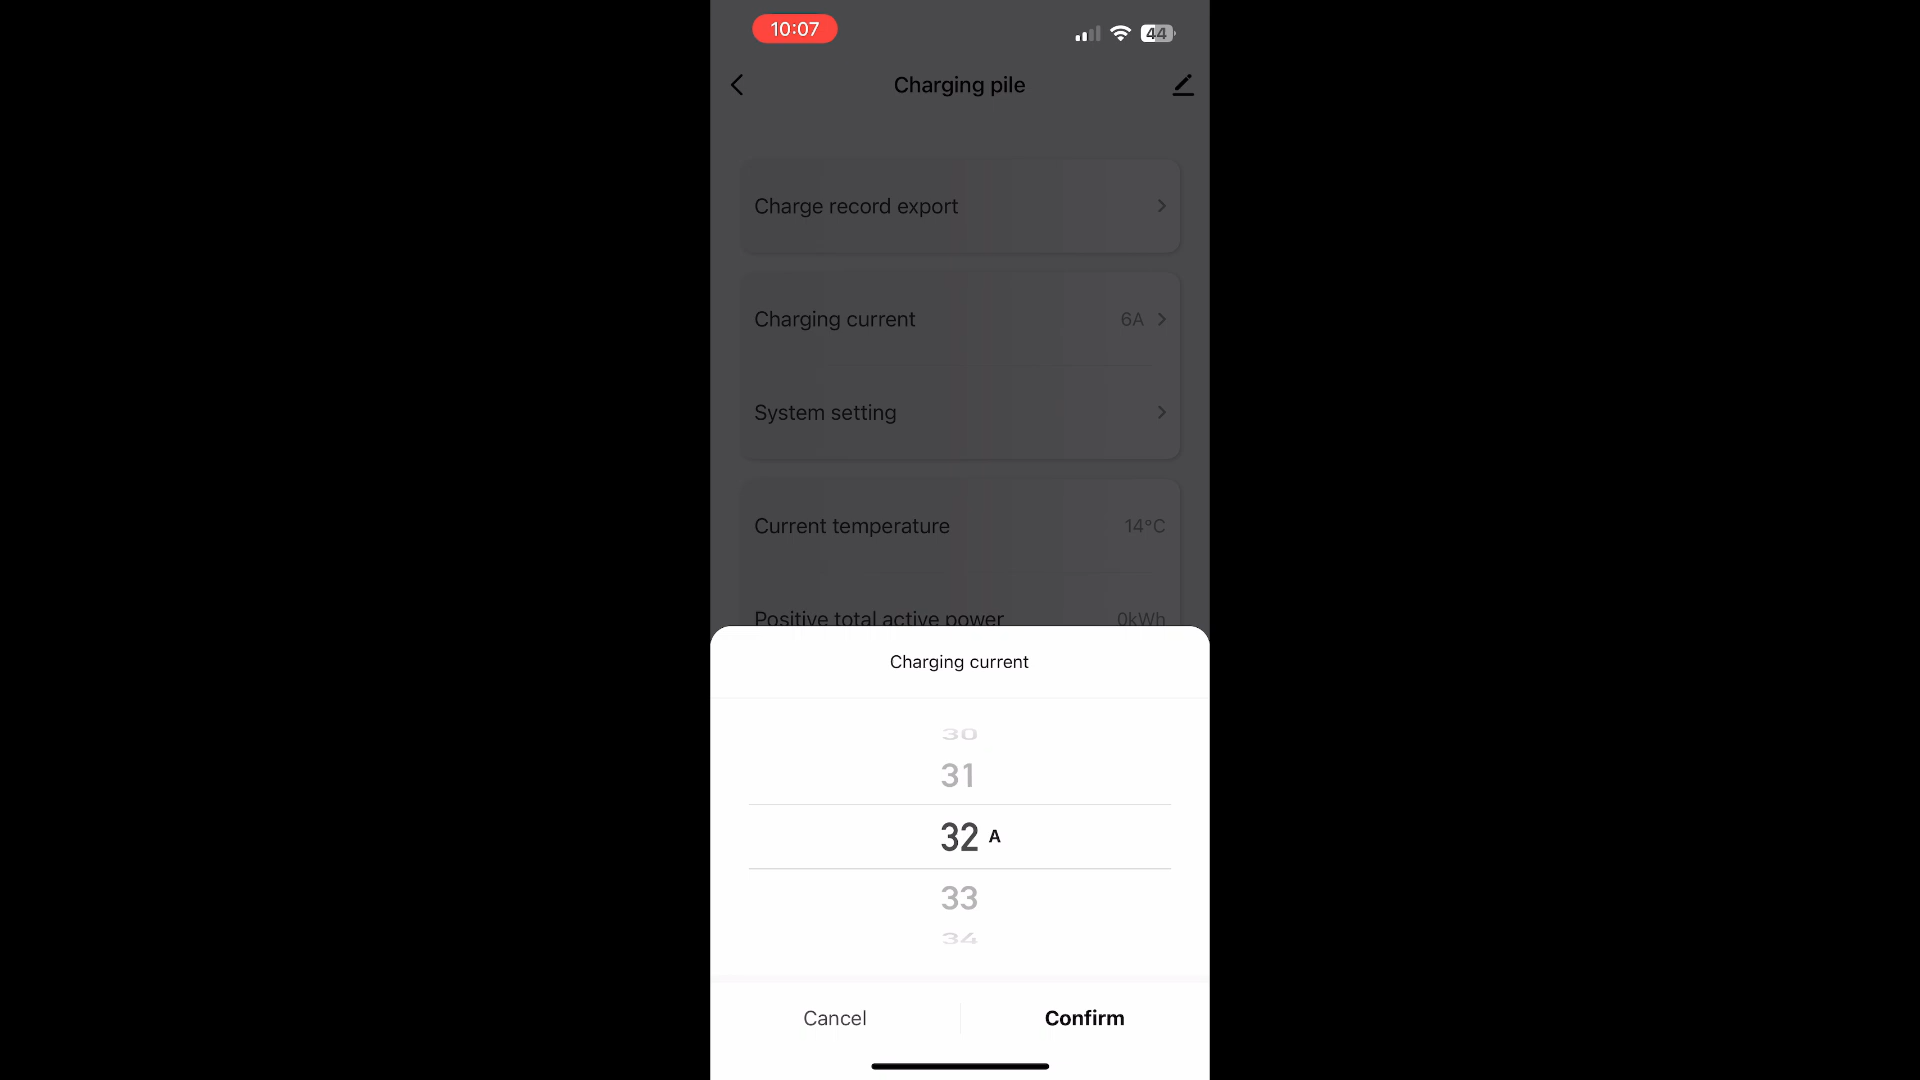 10:07
44
Charging pile
Charge record export
Charging current 6A
System setting
Current temperature 14°C
Positive total active power 0kWh
Charging current
30
31
32 A
33
34
Cancel Confirm